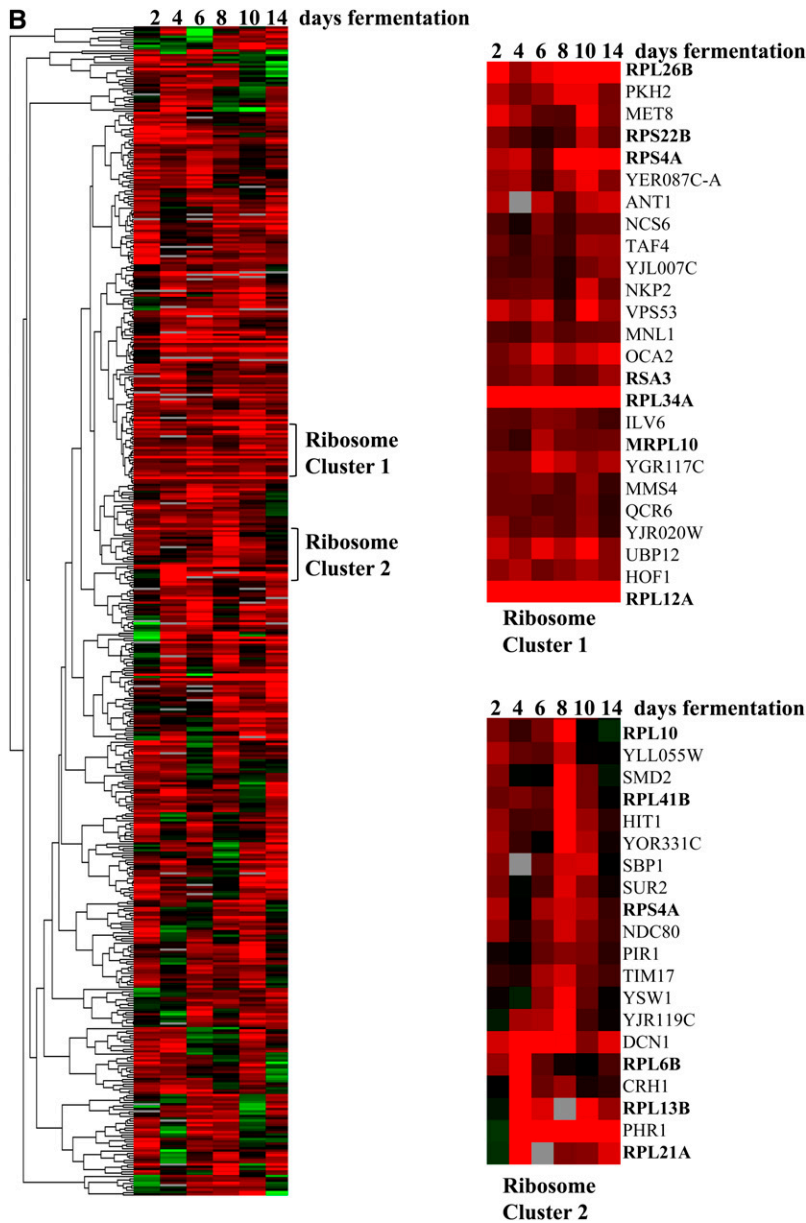 B
2 4 6 8 10 14 days fermentation
Ribosome
Cluster 1
Ribosome
Cluster 2
2 4 6 8 10 14 days fermentation
RPL26B
PKH2
MET8
RPS22B
RPS4A
YER087C-A
ANT1
NCS6
TAF4
YJL007C
NKP2
VPS53
MNL1
OCA2
RSA3
RPL34A
ILV6
MRPL10
YGR117C
MMS4
QCR6
YJR020W
UBP12
HOF1
RPL12A
Ribosome
Cluster 1
2 4 6 8 10 14 days fermentation
RPL10
YLL055W
SMD2
RPL41B
HIT1
YOR331C
SBP1
SUR2
RPS4A
NDC80
PIR1
TIM17
YSW1
YJR119C
DCN1
RPL6B
CRH1
RPL13B
PHR1
RPL21A
Ribosome
Cluster 2